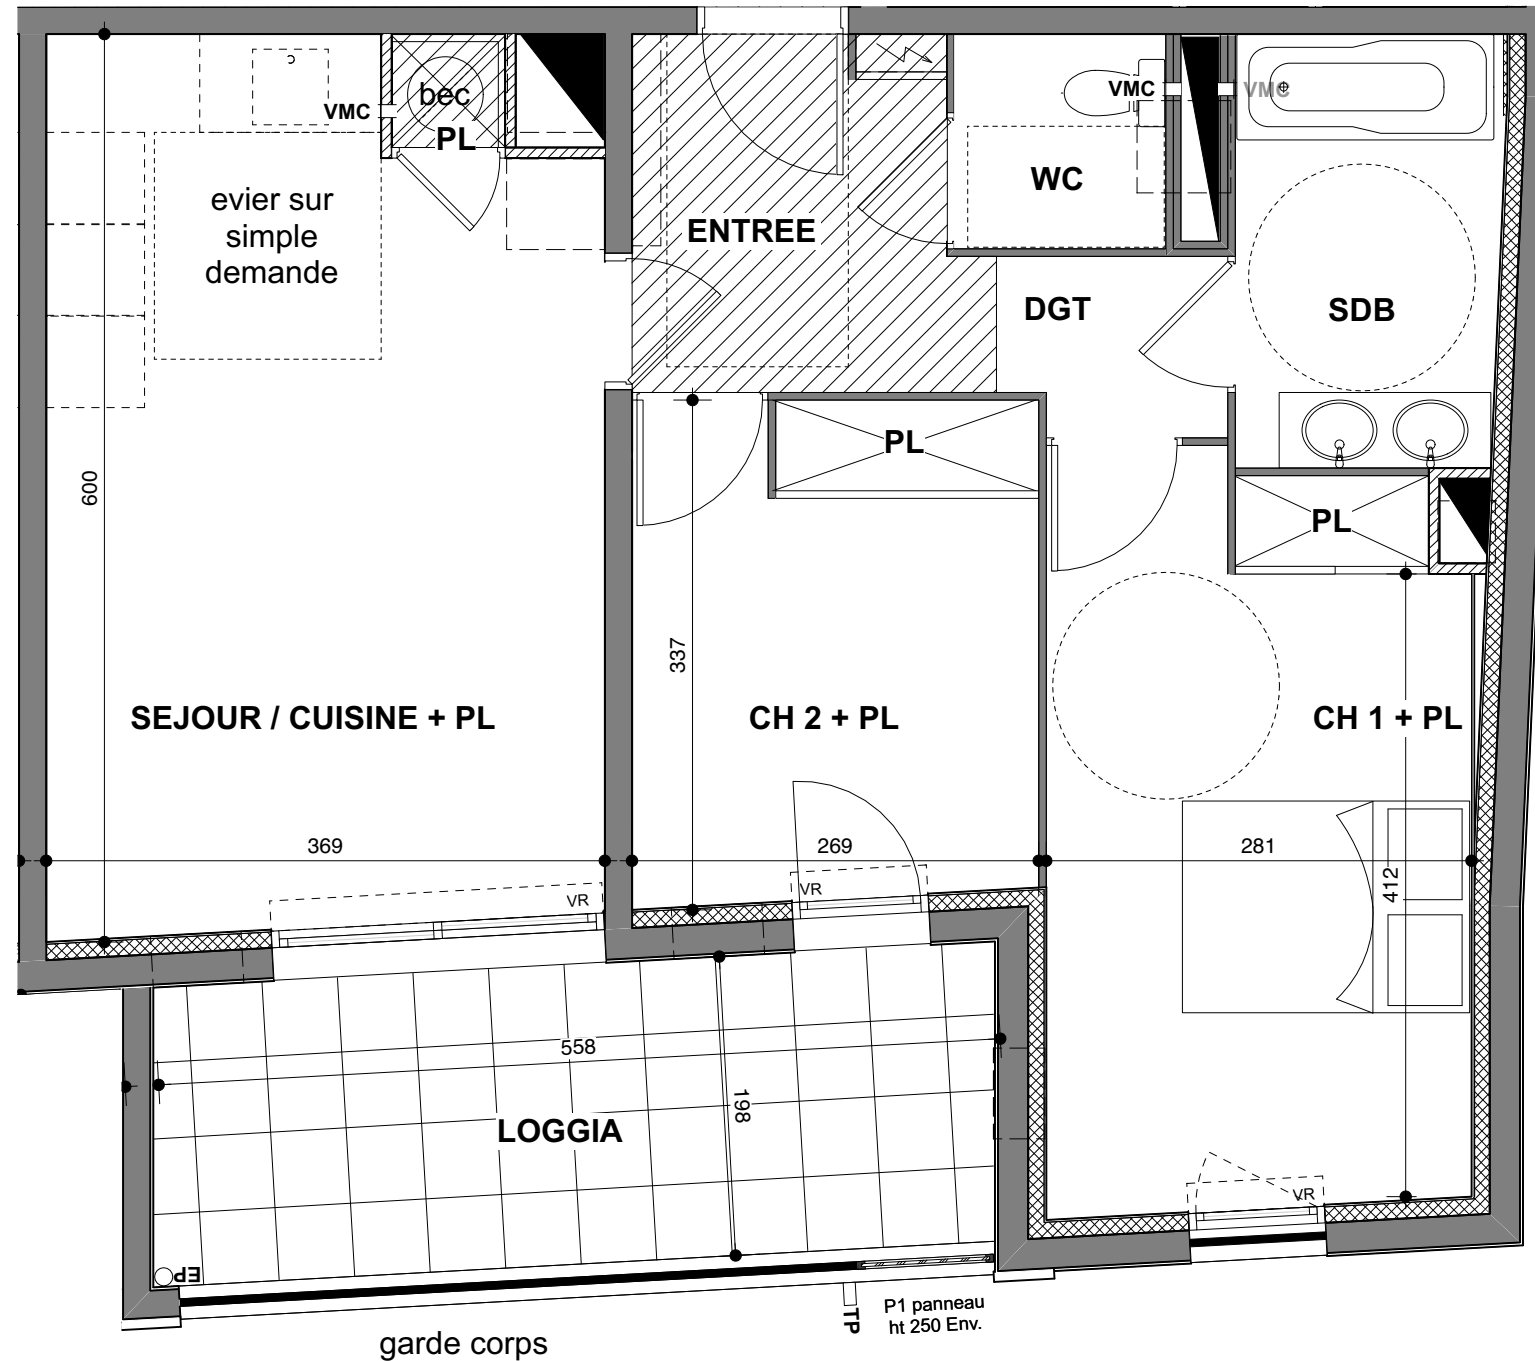 bec
VMC
PL
VMC
VMC
WC
evier sur
simple
demande
ENTREE
DGT
SDB
PL
PL
600
337
SEJOUR / CUISINE + PL
CH 2 + PL
CH 1 + PL
369
269
281
412
VR
VR
VR
558
198
LOGGIA
EP
TP
P1 panneau
ht 250 Env.
garde corps